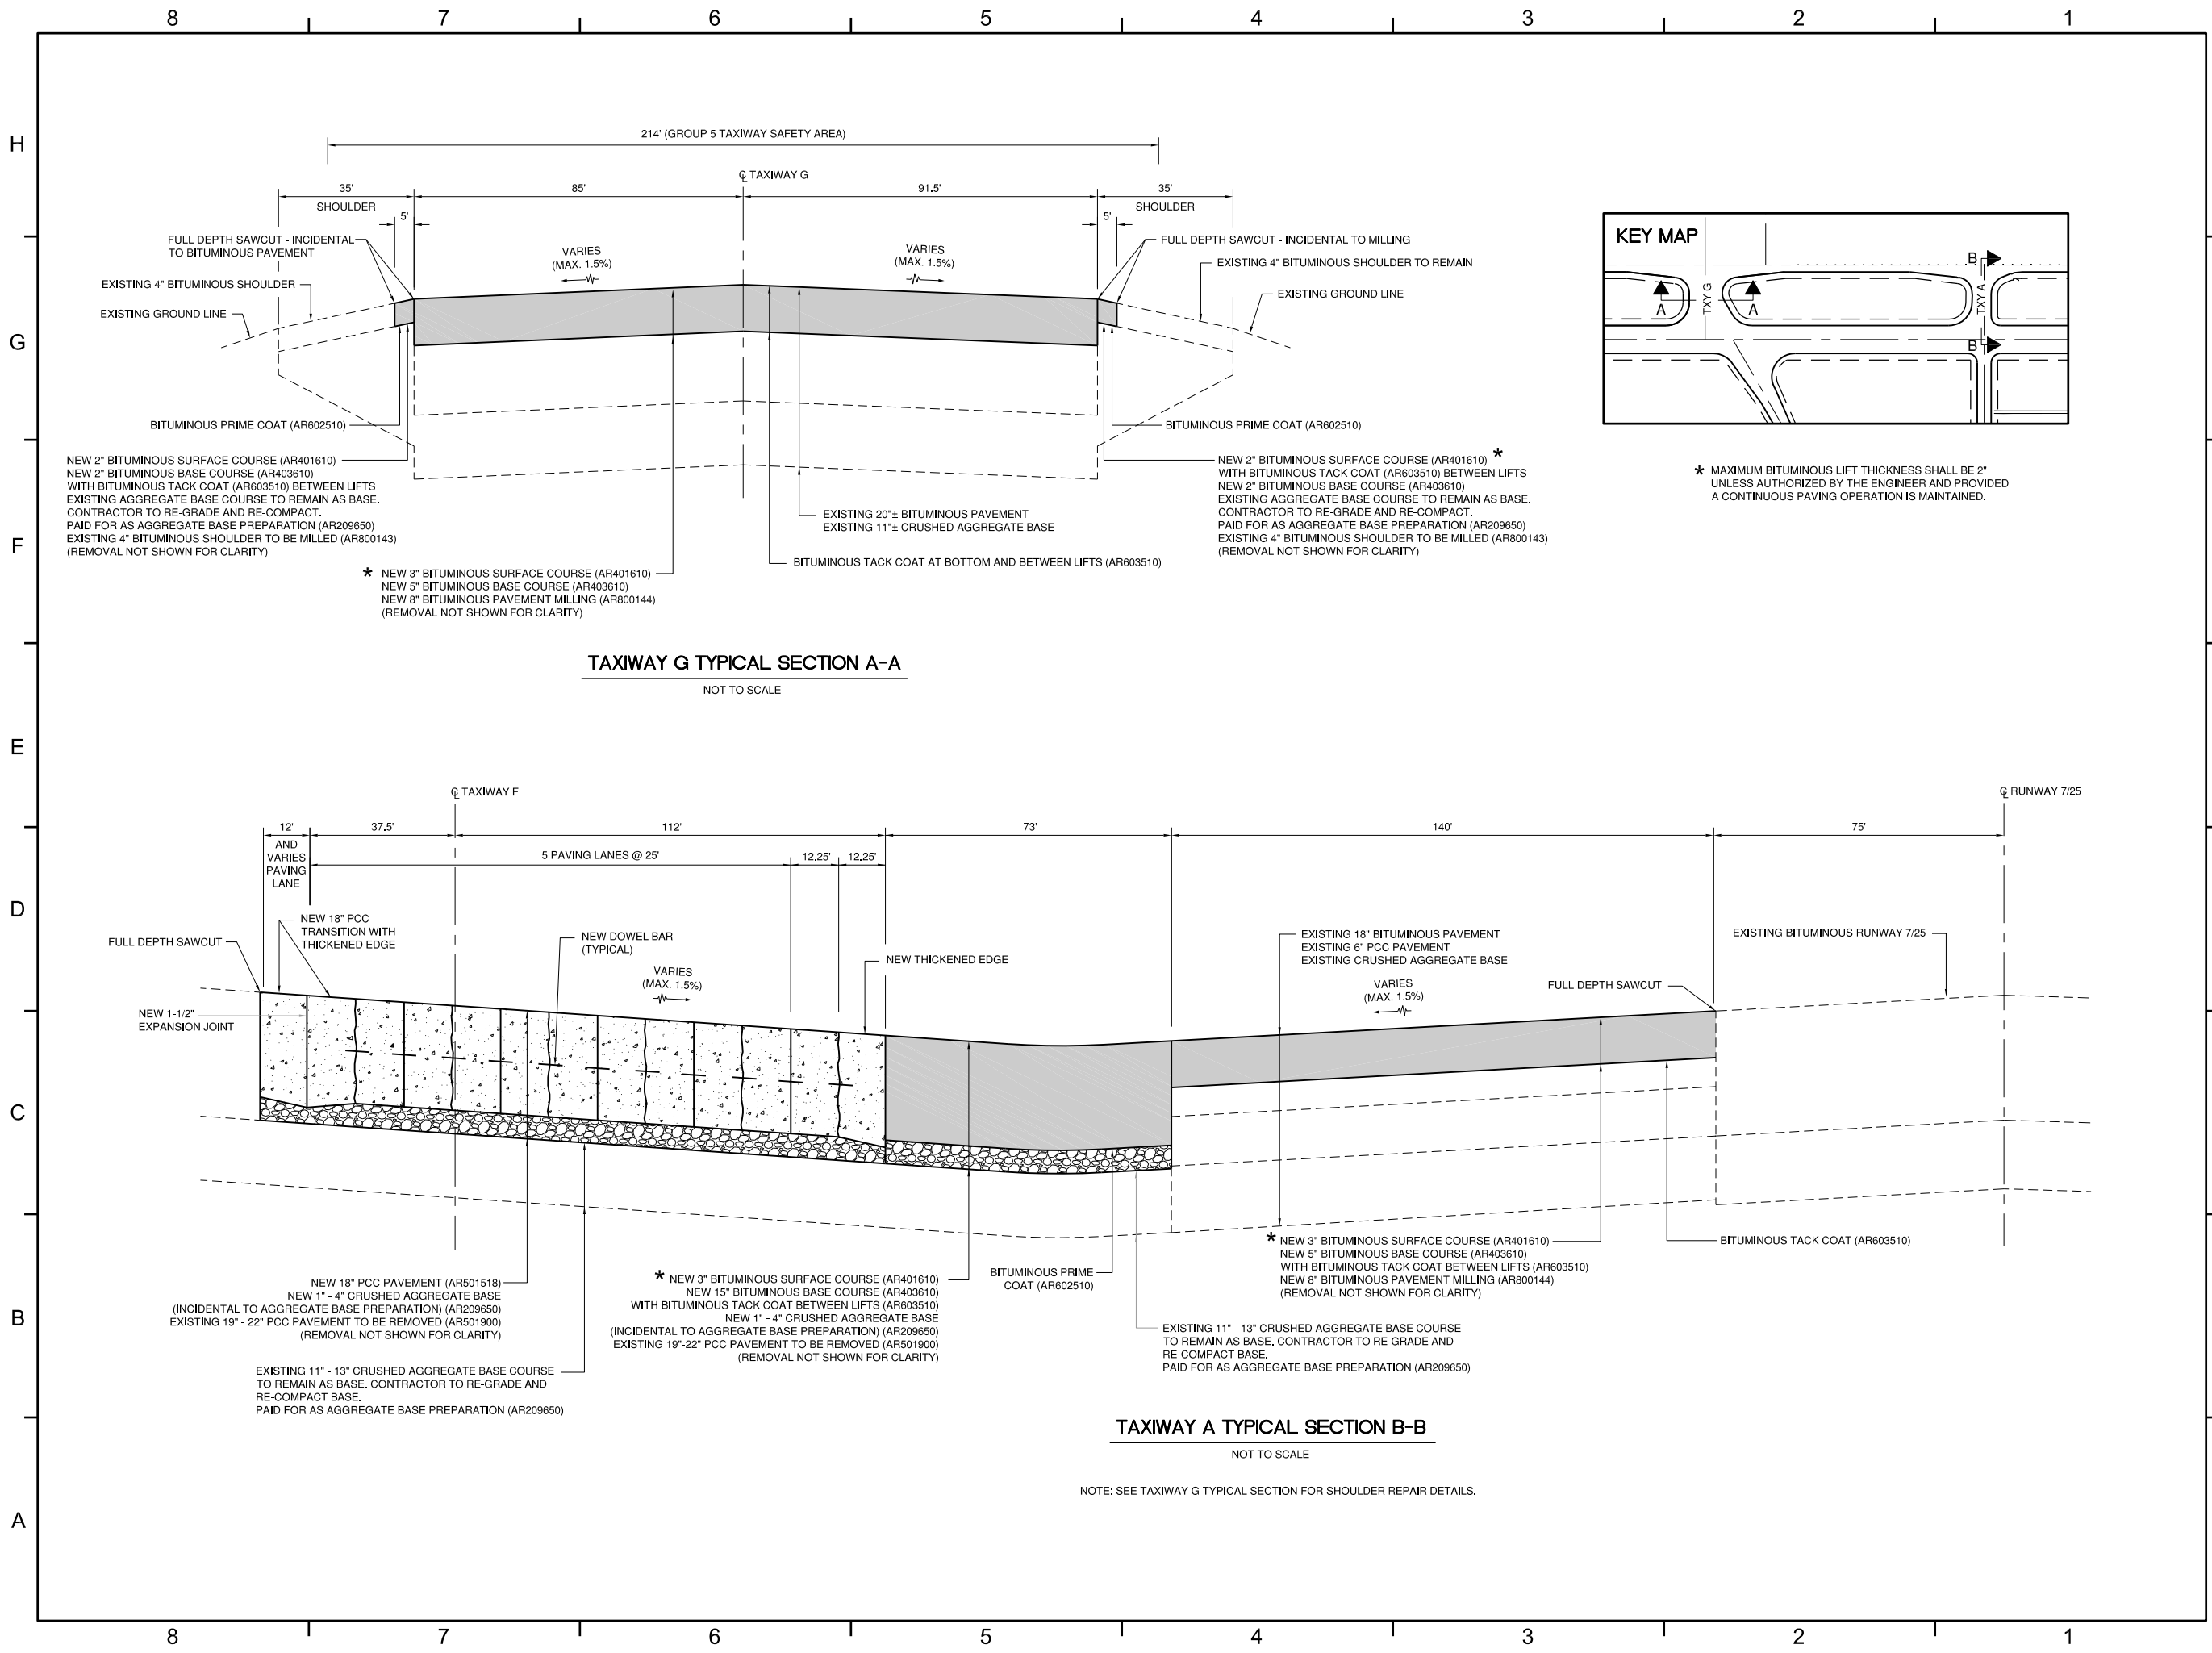 8 7 6 5 4 3 2 1
H
G
F
E
D
C
B
A
214' (GROUP 5 TAXIWAY SAFETY AREA)
℄ TAXIWAY G
35'
85'
91.5'
35'
SHOULDER
SHOULDER
5'
5'
FULL DEPTH SAWCUT - INCIDENTAL
TO BITUMINOUS PAVEMENT
VARIES
(MAX. 1.5%)
VARIES
(MAX. 1.5%)
FULL DEPTH SAWCUT - INCIDENTAL TO MILLING
EXISTING 4" BITUMINOUS SHOULDER TO REMAIN
EXISTING 4" BITUMINOUS SHOULDER
EXISTING GROUND LINE
EXISTING GROUND LINE
BITUMINOUS PRIME COAT (AR602510)
BITUMINOUS PRIME COAT (AR602510)
NEW 2" BITUMINOUS SURFACE COURSE (AR401610)
NEW 2" BITUMINOUS BASE COURSE (AR403610)
WITH BITUMINOUS TACK COAT (AR603510) BETWEEN LIFTS
EXISTING AGGREGATE BASE COURSE TO REMAIN AS BASE.
CONTRACTOR TO RE-GRADE AND RE-COMPACT.
PAID FOR AS AGGREGATE BASE PREPARATION (AR209650)
EXISTING 4" BITUMINOUS SHOULDER TO BE MILLED (AR800143)
(REMOVAL NOT SHOWN FOR CLARITY)
NEW 2" BITUMINOUS SURFACE COURSE (AR401610) *
WITH BITUMINOUS TACK COAT (AR603510) BETWEEN LIFTS
NEW 2" BITUMINOUS BASE COURSE (AR403610)
EXISTING AGGREGATE BASE COURSE TO REMAIN AS BASE.
CONTRACTOR TO RE-GRADE AND RE-COMPACT.
PAID FOR AS AGGREGATE BASE PREPARATION (AR209650)
EXISTING 4" BITUMINOUS SHOULDER TO BE MILLED (AR800143)
(REMOVAL NOT SHOWN FOR CLARITY)
EXISTING 20"± BITUMINOUS PAVEMENT
EXISTING 11"± CRUSHED AGGREGATE BASE
BITUMINOUS TACK COAT AT BOTTOM AND BETWEEN LIFTS (AR603510)
* NEW 3" BITUMINOUS SURFACE COURSE (AR401610)
NEW 5" BITUMINOUS BASE COURSE (AR403610)
NEW 8" BITUMINOUS PAVEMENT MILLING (AR800144)
(REMOVAL NOT SHOWN FOR CLARITY)
TAXIWAY G TYPICAL SECTION A-A
NOT TO SCALE
KEY MAP
TXY G
TXY A
A
A
B
B
* MAXIMUM BITUMINOUS LIFT THICKNESS SHALL BE 2"
UNLESS AUTHORIZED BY THE ENGINEER AND PROVIDED
A CONTINUOUS PAVING OPERATION IS MAINTAINED.
℄ TAXIWAY F
℄ RUNWAY 7/25
12'
37.5'
112'
73'
140'
75'
AND
VARIES
PAVING
LANE
5 PAVING LANES @ 25'
12.25'
12.25'
NEW 18" PCC
TRANSITION WITH
THICKENED EDGE
FULL DEPTH SAWCUT
NEW DOWEL BAR
(TYPICAL)
VARIES
(MAX. 1.5%)
NEW THICKENED EDGE
EXISTING 18" BITUMINOUS PAVEMENT
EXISTING 6" PCC PAVEMENT
EXISTING CRUSHED AGGREGATE BASE
VARIES
(MAX. 1.5%)
FULL DEPTH SAWCUT
EXISTING BITUMINOUS RUNWAY 7/25
NEW 1-1/2"
EXPANSION JOINT
NEW 18" PCC PAVEMENT (AR501518)
NEW 1" - 4" CRUSHED AGGREGATE BASE
(INCIDENTAL TO AGGREGATE BASE PREPARATION) (AR209650)
EXISTING 19" - 22" PCC PAVEMENT TO BE REMOVED (AR501900)
(REMOVAL NOT SHOWN FOR CLARITY)
EXISTING 11" - 13" CRUSHED AGGREGATE BASE COURSE
TO REMAIN AS BASE. CONTRACTOR TO RE-GRADE AND
RE-COMPACT BASE.
PAID FOR AS AGGREGATE BASE PREPARATION (AR209650)
* NEW 3" BITUMINOUS SURFACE COURSE (AR401610)
NEW 15" BITUMINOUS BASE COURSE (AR403610)
WITH BITUMINOUS TACK COAT BETWEEN LIFTS (AR603510)
NEW 1" - 4" CRUSHED AGGREGATE BASE
(INCIDENTAL TO AGGREGATE BASE PREPARATION) (AR209650)
EXISTING 19"-22" PCC PAVEMENT TO BE REMOVED (AR501900)
(REMOVAL NOT SHOWN FOR CLARITY)
BITUMINOUS PRIME
COAT (AR602510)
* NEW 3" BITUMINOUS SURFACE COURSE (AR401610)
NEW 5" BITUMINOUS BASE COURSE (AR403610)
WITH BITUMINOUS TACK COAT BETWEEN LIFTS (AR603510)
NEW 8" BITUMINOUS PAVEMENT MILLING (AR800144)
(REMOVAL NOT SHOWN FOR CLARITY)
BITUMINOUS TACK COAT (AR603510)
EXISTING 11" - 13" CRUSHED AGGREGATE BASE COURSE
TO REMAIN AS BASE. CONTRACTOR TO RE-GRADE AND
RE-COMPACT BASE.
PAID FOR AS AGGREGATE BASE PREPARATION (AR209650)
TAXIWAY A TYPICAL SECTION B-B
NOT TO SCALE
NOTE: SEE TAXIWAY G TYPICAL SECTION FOR SHOULDER REPAIR DETAILS.
8 7 6 5 4 3 2 1